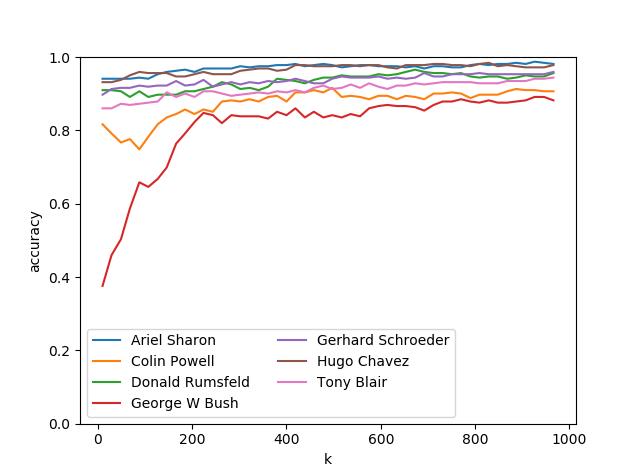 1.0
0.8
0.6
0.4
0.2
0.0
accuracy
Ariel Sharon
Colin Powell
Donald Rumsfeld
George W Bush
Gerhard Schroeder
Hugo Chavez
Tony Blair
0 200 400 600 800 1000
k